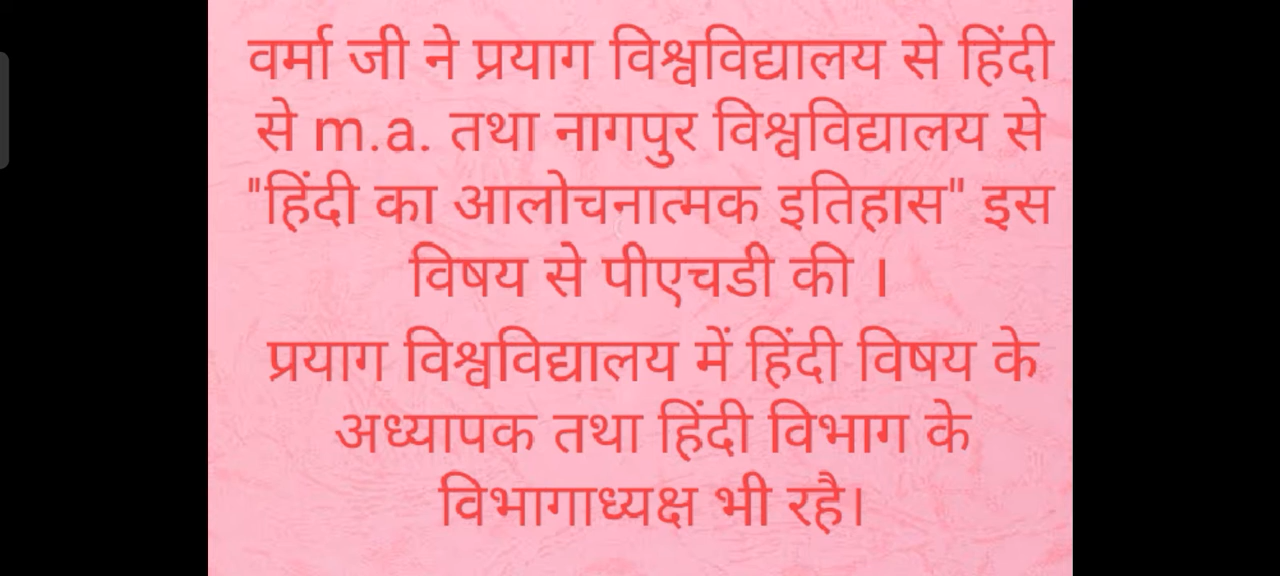 वर्मा जी ने प्रयाग विश्वविद्यालय से हिंदी
से m.a. तथा नागपुर विश्वविद्यालय से
"हिंदी का आलोचनात्मक इतिहास" इस
विषय से पीएचडी की ।
प्रयाग विश्वविद्यालय में हिंदी विषय के
अध्यापक तथा हिंदी विभाग के
विभागाध्यक्ष भी रहै।